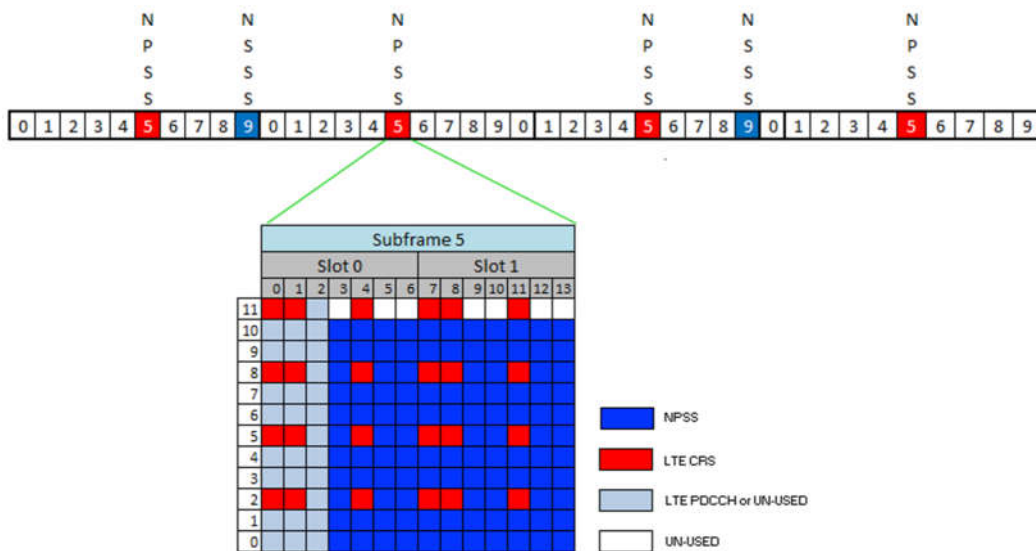 N N N N N N
P S P P S P
S S S S S S
S S S S S S
0 1 2 3 4 5 6 7 8 9 0 1 2 3 4 5 6 7 8 9 0 1 2 3 4 5 6 7 8 9 0 1 2 3 4 5 6 7 8 9
Subframe 5
Slot 0 Slot 1
0 1 2 3 4 5 6 7 8 9 10 11 12 13
11
10
9
8
7
6
5
4
3
2
1
0
NPSS
LTE CRS
LTE PDCCH or UN-USED
UN-USED